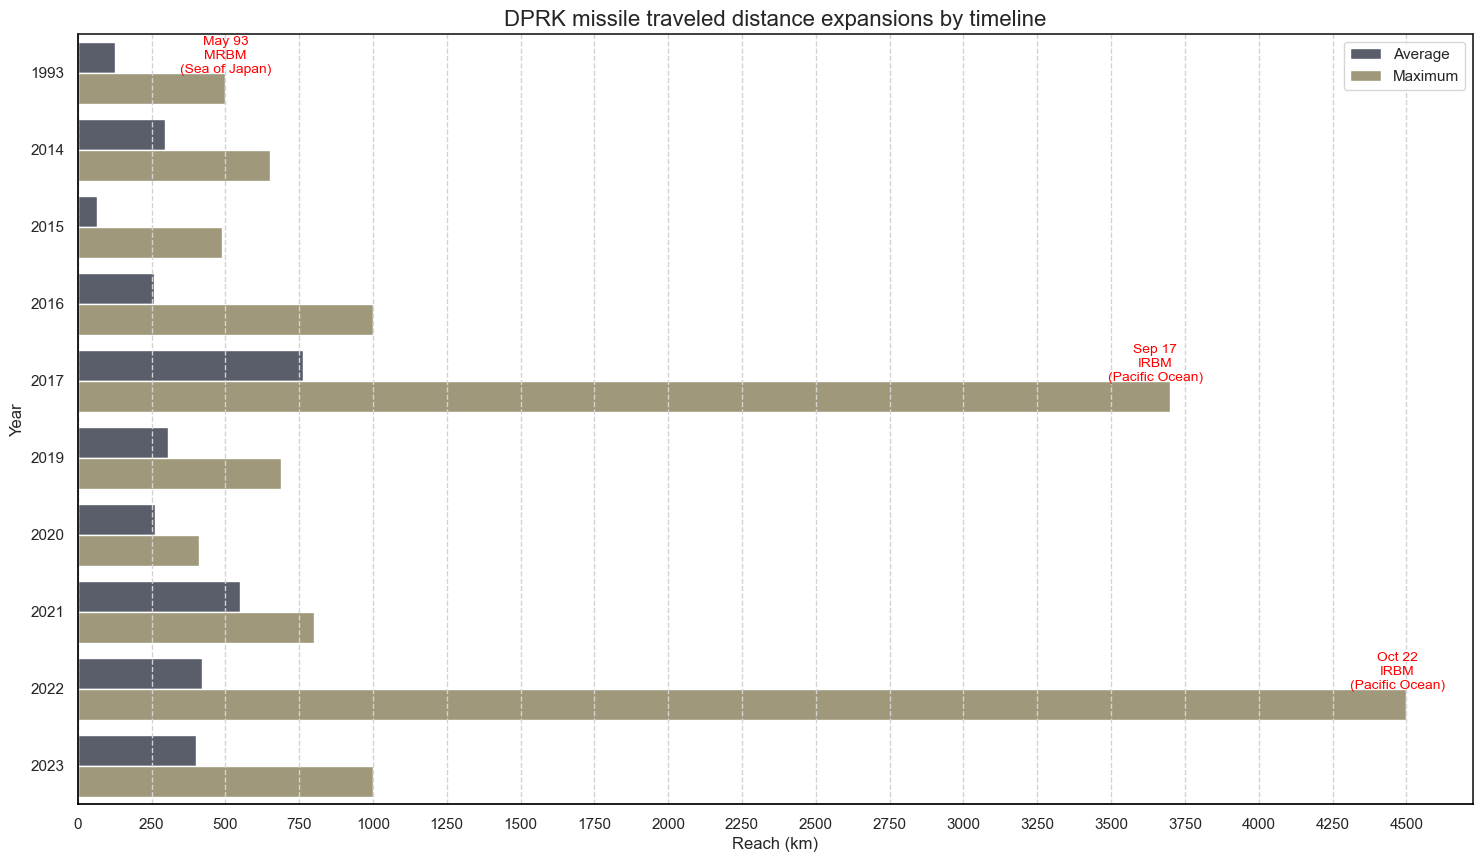 DPRK missile traveled distance expansions by timeline
Average
Maximum
May 93
MRBM
(Sea of Japan)
Sep 17
IRBM
(Pacific Ocean)
Oct 22
IRBM
(Pacific Ocean)
Year
1993
2014
2015
2016
2017
2019
2020
2021
2022
2023
0 250 500 750 1000 1250 1500 1750 2000 2250 2500 2750 3000 3250 3500 3750 4000 4250 4500
Reach (km)